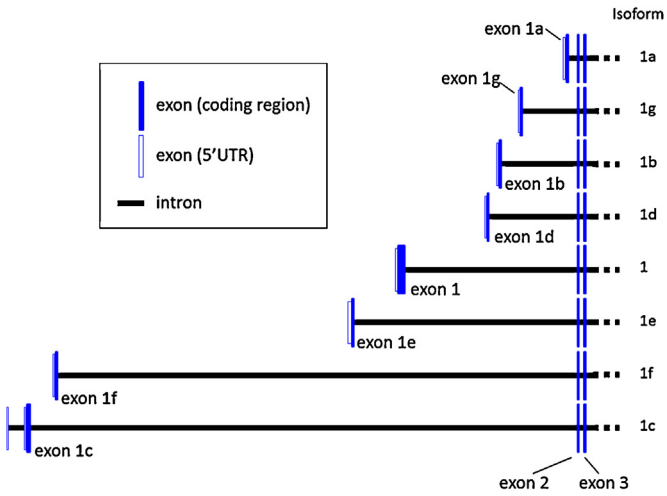 Isoform
exon 1a
1a
exon 1g
1g
exon (coding region)
exon (5'UTR)
intron
1b
exon 1b
1d
exon 1d
1
exon 1
1e
exon 1e
1f
exon 1f
1c
exon 1c
exon 2
exon 3